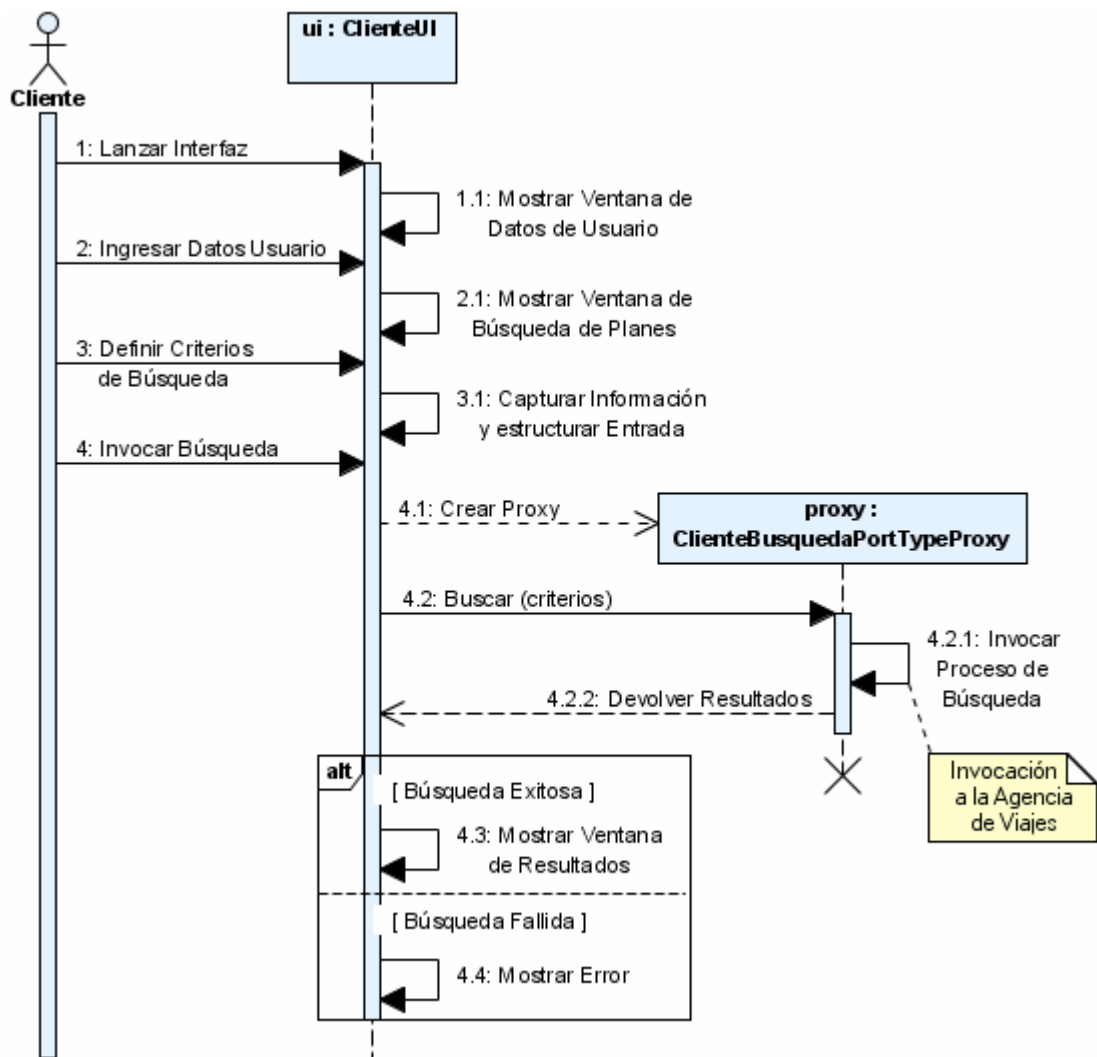 ui : ClienteUI
Cliente
1: Lanzar Interfaz
1.1: Mostrar Ventana de
Datos de Usuario
2: Ingresar Datos Usuario
2.1: Mostrar Ventana de
Búsqueda de Planes
3: Definir Criterios
de Búsqueda
3.1: Capturar Información
y estructurar Entrada
4: Invocar Búsqueda
4.1: Crear Proxy
proxy :
ClienteBusquedaPortTypeProxy
4.2: Buscar (criterios)
4.2.1: Invocar
Proceso de
Búsqueda
4.2.2: Devolver Resultados
Invocación
a la Agencia
de Viajes
alt
[ Búsqueda Exitosa ]
4.3: Mostrar Ventana
de Resultados
[ Búsqueda Fallida ]
4.4: Mostrar Error